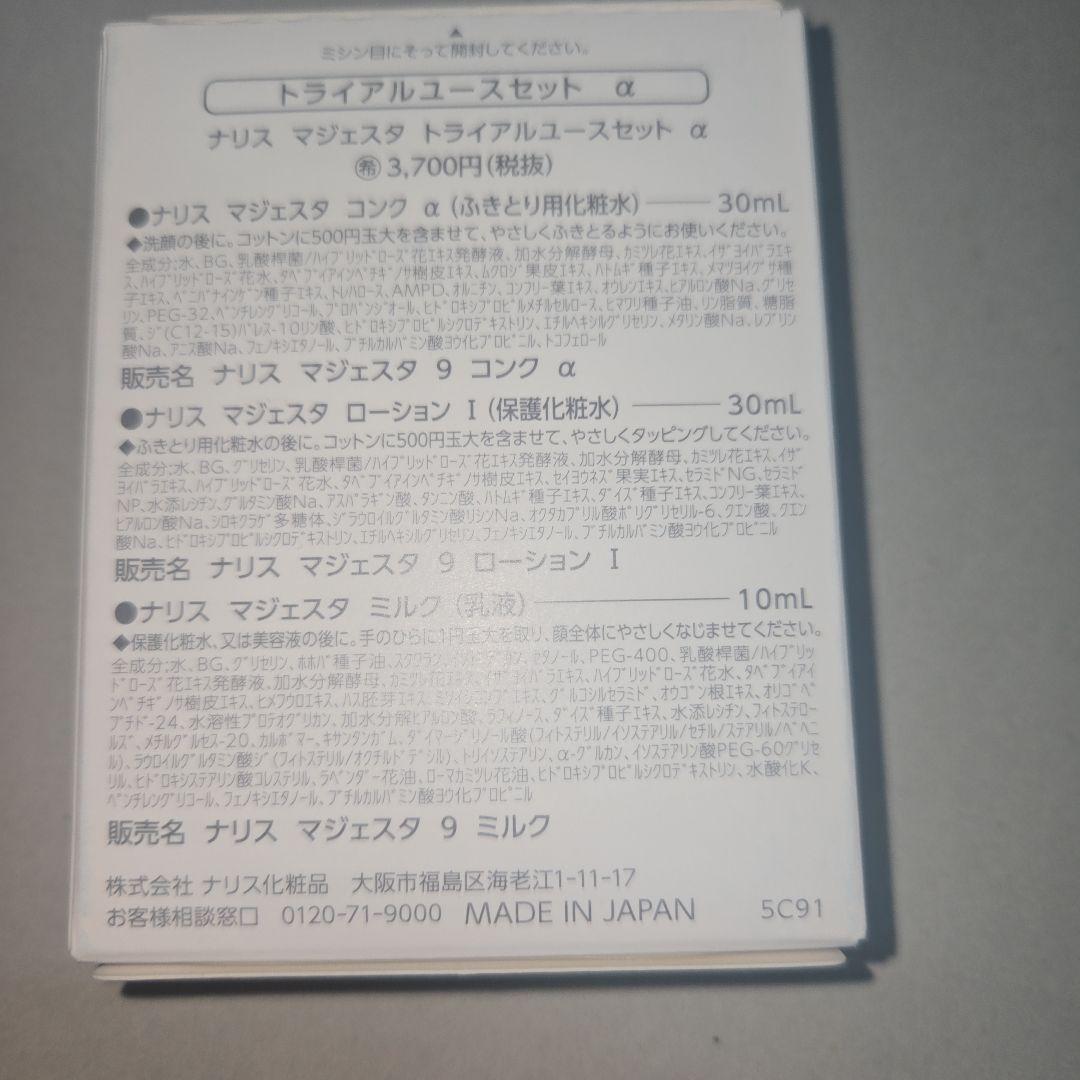 ▲
ミシン目にそって開封してください。
トライアルユースセット α
ナリス マジェスタ トライアルユースセット α
㊎ 3,700円(税抜)
●ナリス マジェスタ コンク α(ふきとり用化粧水) 30mL
◆洗顔の後に。コットンに500円玉大を含ませて、やさしくふきとるようにお使いください。
全成分:水、BG、乳酸桿菌/ハイブリッドローズ花エキス発酵液、加水分解酵母、カミツレ花エキス、イザヨイバラエキ
ス、ハイブリッドローズ花水、タベブイアインペチギノサ樹皮エキス、ムクロジ果皮エキス、ハトムギ種子エキス、メマツヨイグサ種
子エキス、ベニバナインゲン種子エキス、トレハロース、AMPD、オルニチン、コンフリー葉エキス、オウレンエキス、ヒアルロン酸Na、グリセ
リン、PEG-32、ペンチレングリコール、プロパンジオール、ヒドロキシプロピルメチルセルロース、ヒマワリ種子油、リン脂質、糖脂
質、ジ(C12-15)パレス-10リン酸、ヒドロキシプロピルシクロデキストリン、エチルヘキシルグリセリン、メタリン酸Na、レブリン
酸Na、アニス酸Na、フェノキシエタノール、ブチルカルバミン酸ヨウ化プロピニル、トコフェロール
販売名 ナリス マジェスタ 9 コンク α
●ナリス マジェスタ ローション I(保護化粧水) 30mL
◆ふきとり用化粧水の後に。コットンに500円玉大を含ませて、やさしくタッピングしてください。
全成分:水、BG、グリセリン、乳酸桿菌/ハイブリッドローズ花エキス発酵液、加水分解酵母、カミツレ花エキス、イザ
ヨイバラエキス、ハイブリッドローズ花水、タベブイアインペチギノサ樹皮エキス、セイヨウネズ果実エキス、セラミドNG、セラミド
NP、水添レシチン、グルタミン酸Na、アスパラギン酸、タンニン酸、ハトムギ種子エキス、ダイズ種子エキス、コンフリー葉エキス、
ヒアルロン酸Na、シロキクラゲ多糖体、ジラウロイルグルタミン酸リシンNa、オクタカプリル酸ポリグリセリル-6、クエン酸、クエン
酸Na、ヒドロキシプロピルシクロデキストリン、エチルヘキシルグリセリン、フェノキシエタノール、ブチルカルバミン酸ヨウ化プロピニル
販売名 ナリス マジェスタ 9 ローション I
●ナリス マジェスタ ミルク(乳液) 10mL
◆保護化粧水、又は美容液の後に。手のひらに1円玉大を取り、顔全体にやさしくなじませてください。
全成分:水、BG、グリセリン、ホホバ種子油、スクワラン、セタノール、PEG-400、乳酸桿菌/ハイブリッ
ドローズ花エキス発酵液、加水分解酵母、カミツレ花エキス、イザヨイバラエキス、ハイブリッドローズ花水、タベブイアイ
ンペチギノサ樹皮エキス、ヒメフウロエキス、ハス胚芽エキス、グルコシルセラミド、オウゴン根エキス、オリゴペ
プチド-24、水溶性プロテオグリカン、加水分解ヒアルロン酸、ラフィノース、ダイズ種子エキス、水添レシチン、フィトステロー
ルズ、メチルグルセス-20、カルボマー、キサンタンガム、ダイマージリノール酸(フィトステリル/イソステアリル/セチル/ステアリル/ベヘニ
ル)、ラウロイルグルタミン酸ジ(フィトステリル/オクチルドデシル)、トリイソステアリン、α-グルカン、イソステアリン酸PEG-60グリセ
リル、ヒドロキシステアリン酸コレステリル、ラベンダー花油、ローマカミツレ花油、ヒドロキシプロピルシクロデキストリン、水酸化K、
ペンチレングリコール、フェノキシエタノール、ブチルカルバミン酸ヨウ化プロピニル
販売名 ナリス マジェスタ 9 ミルク
株式会社 ナリス化粧品 大阪市福島区海老江1-11-17
お客様相談窓口 0120-71-9000 MADE IN JAPAN 5C91